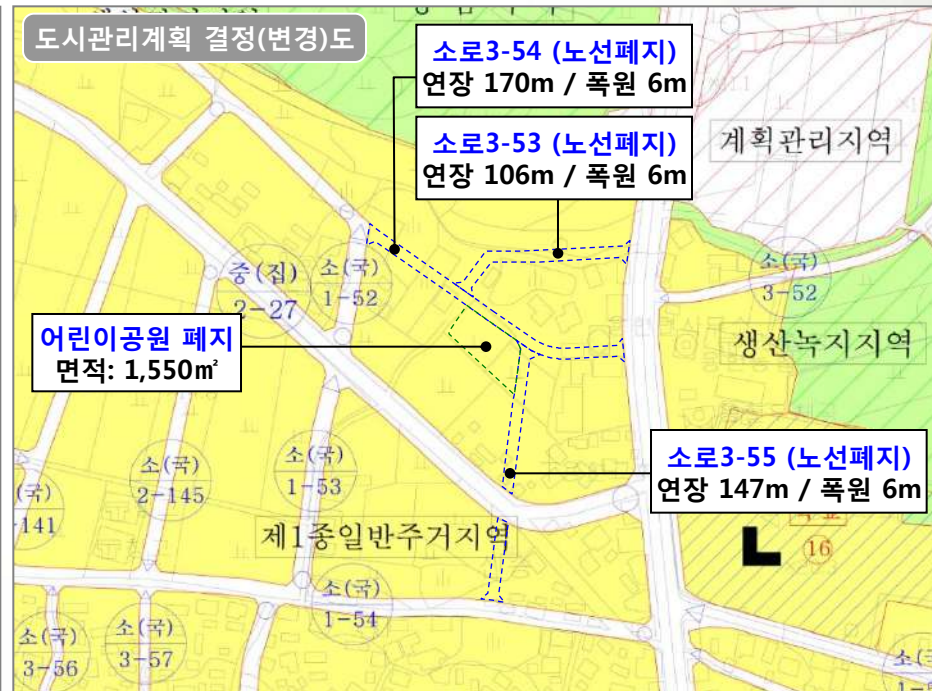 도시관리계획 결정(변경)도
소로3-54 (노선폐지)
연장 170m / 폭원 6m
소로3-53 (노선폐지)
연장 106m / 폭원 6m
계획관리지역
중(집)
2-27
소(국)
1-52
소(국)
3-52
어린이공원 폐지
면적: 1,550㎡
생산녹지지역
소(국)
2-145
소(국)
1-53
소로3-55 (노선폐지)
연장 147m / 폭원 6m
(국)
-141
제1종일반주거지역
16
소(국)
1-54
소(국)
3-56
소(국)
3-57